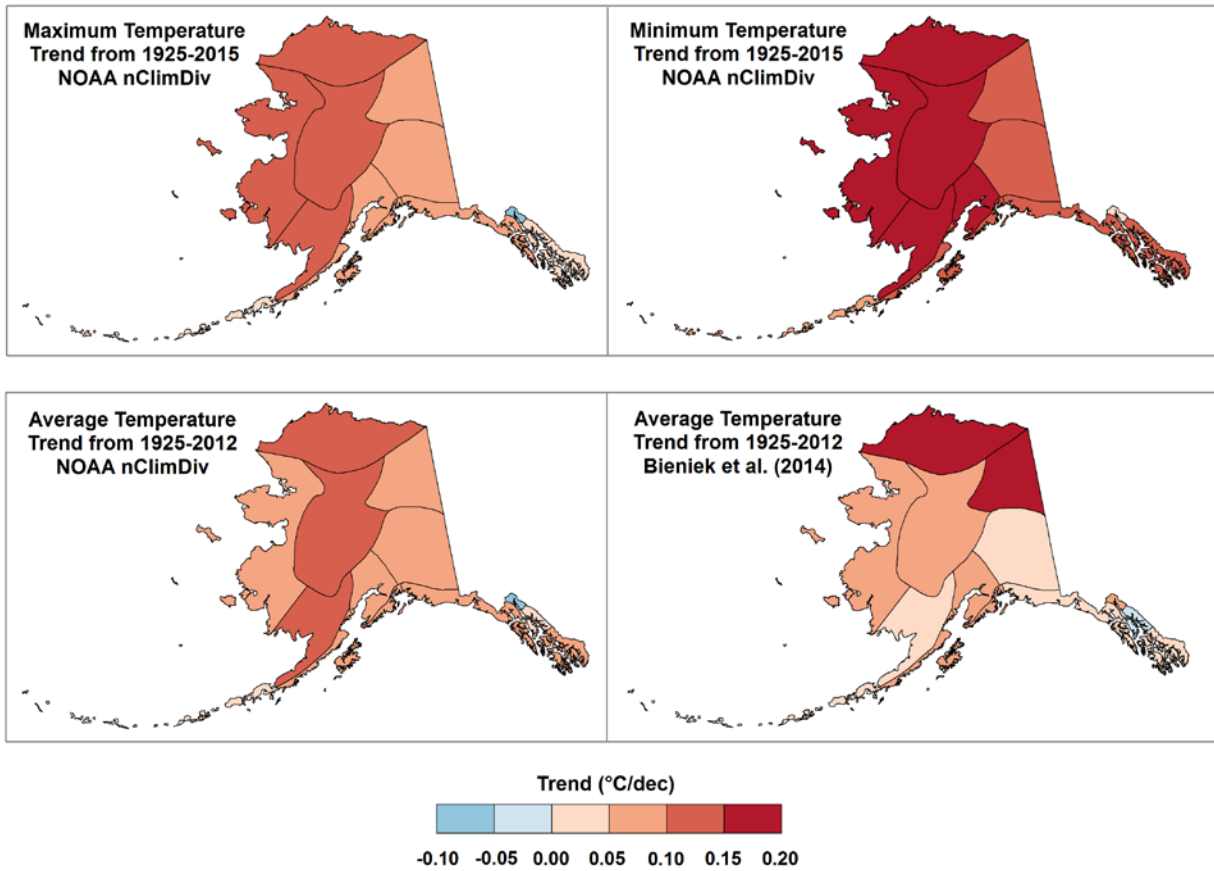 Maximum Temperature
Trend from 1925-2015
NOAA nClimDiv
Minimum Temperature
Trend from 1925-2015
NOAA nClimDiv
Average Temperature
Trend from 1925-2012
NOAA nClimDiv
Average Temperature
Trend from 1925-2012
Bieniek et al. (2014)
Trend (°C/dec)
-0.10 -0.05 0.00 0.05 0.10 0.15 0.20